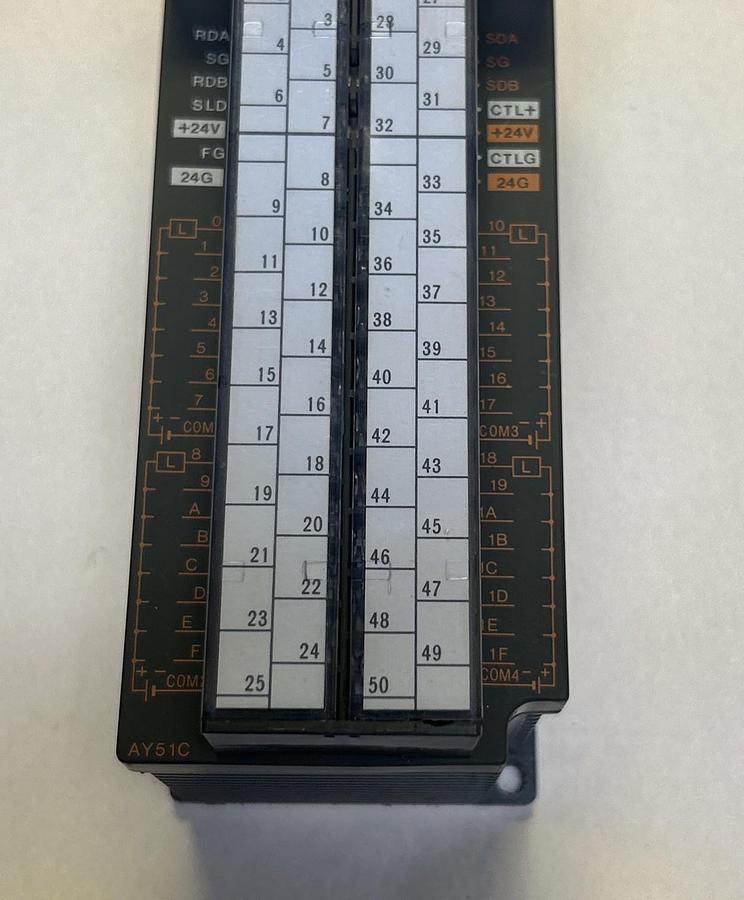 27
3 28
RDA 4 29 SDA
SG 5 30 SG
RDB 6 31 SDB
SLD CTL+
+24V 7 32 +24V
FG CTLG
24G 8 33 24G
9 34
0 10 35 10
L L
1 11 36 11
2 12 37 12
3 13 38 13
4 14 39 14
5 15 40 15
6 16 41 16
7 17
+ - - +
COM 17 42 COM3
8 18 43 18
L L
9 19 44 19
A 20 45 1A
B 1B
C 21 46 1C
D 22 47 1D
E 23 48 1E
F 24 49 1F
+ - - +
COM 25 50 COM4
AY51C